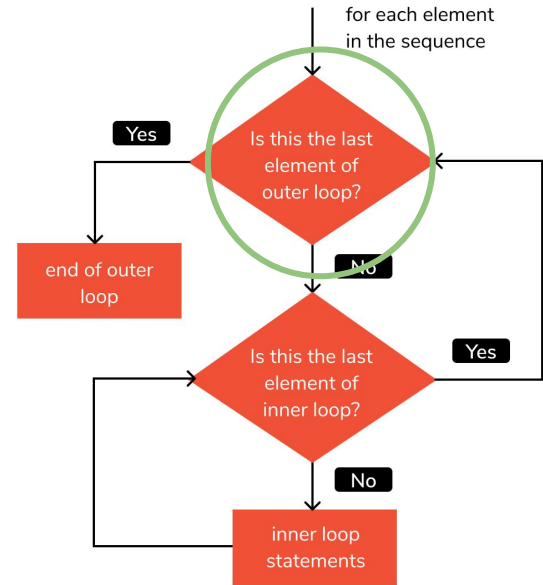 for each element
in the sequence
Yes
Is this the last
element of
outer loop?
end of outer
loop
No
Is this the last
element of
inner loop?
Yes
No
inner loop
statements